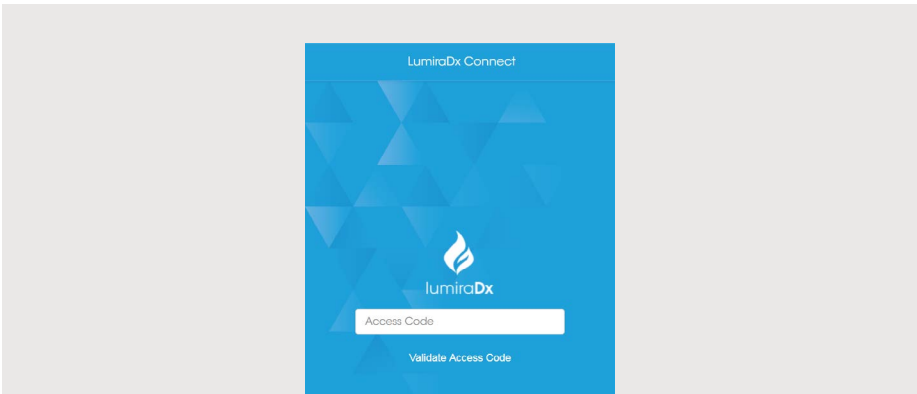 LumiraDx Connect
lumiraDx
Access Code
Validate Access Code